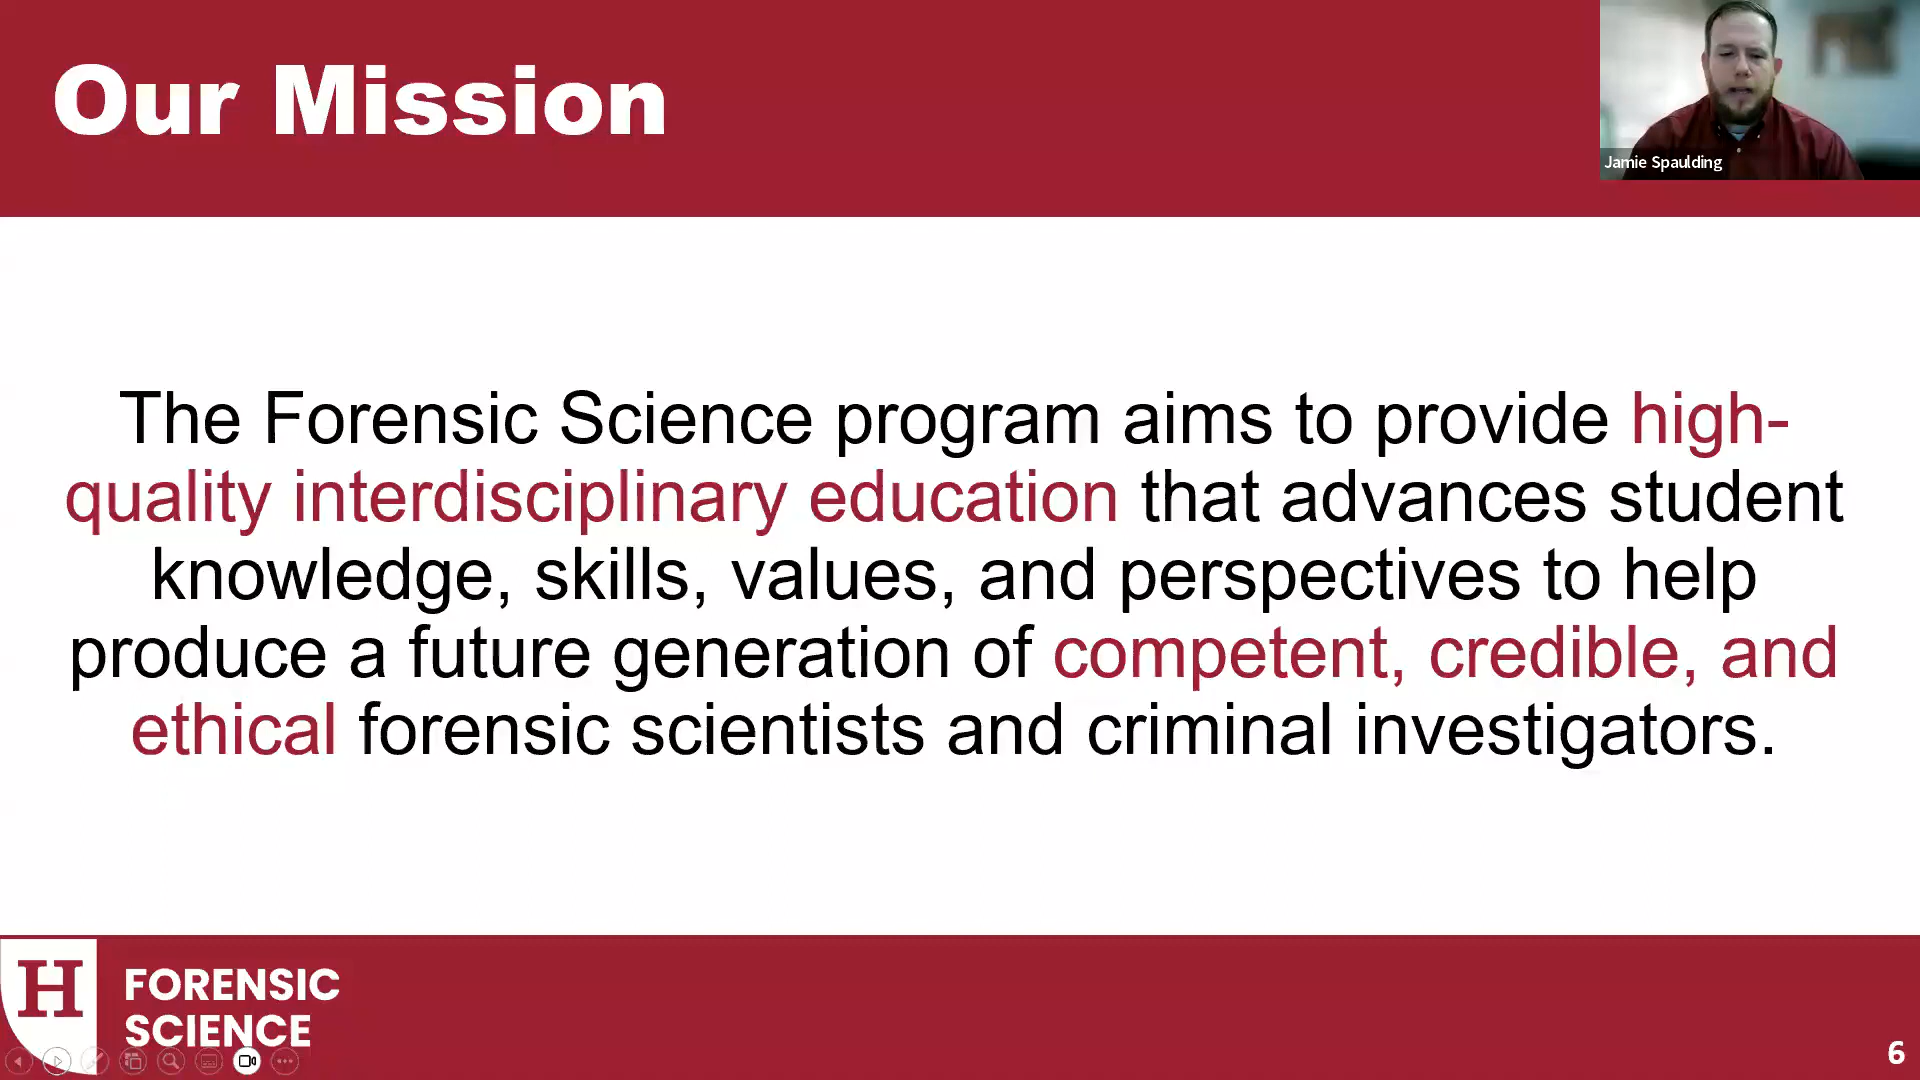 Our Mission
Jamie Spaulding
The Forensic Science program aims to provide high-
quality interdisciplinary education that advances student
knowledge, skills, values, and perspectives to help
produce a future generation of competent, credible, and
ethical forensic scientists and criminal investigators.
H
FORENSIC
SCIENCE
6